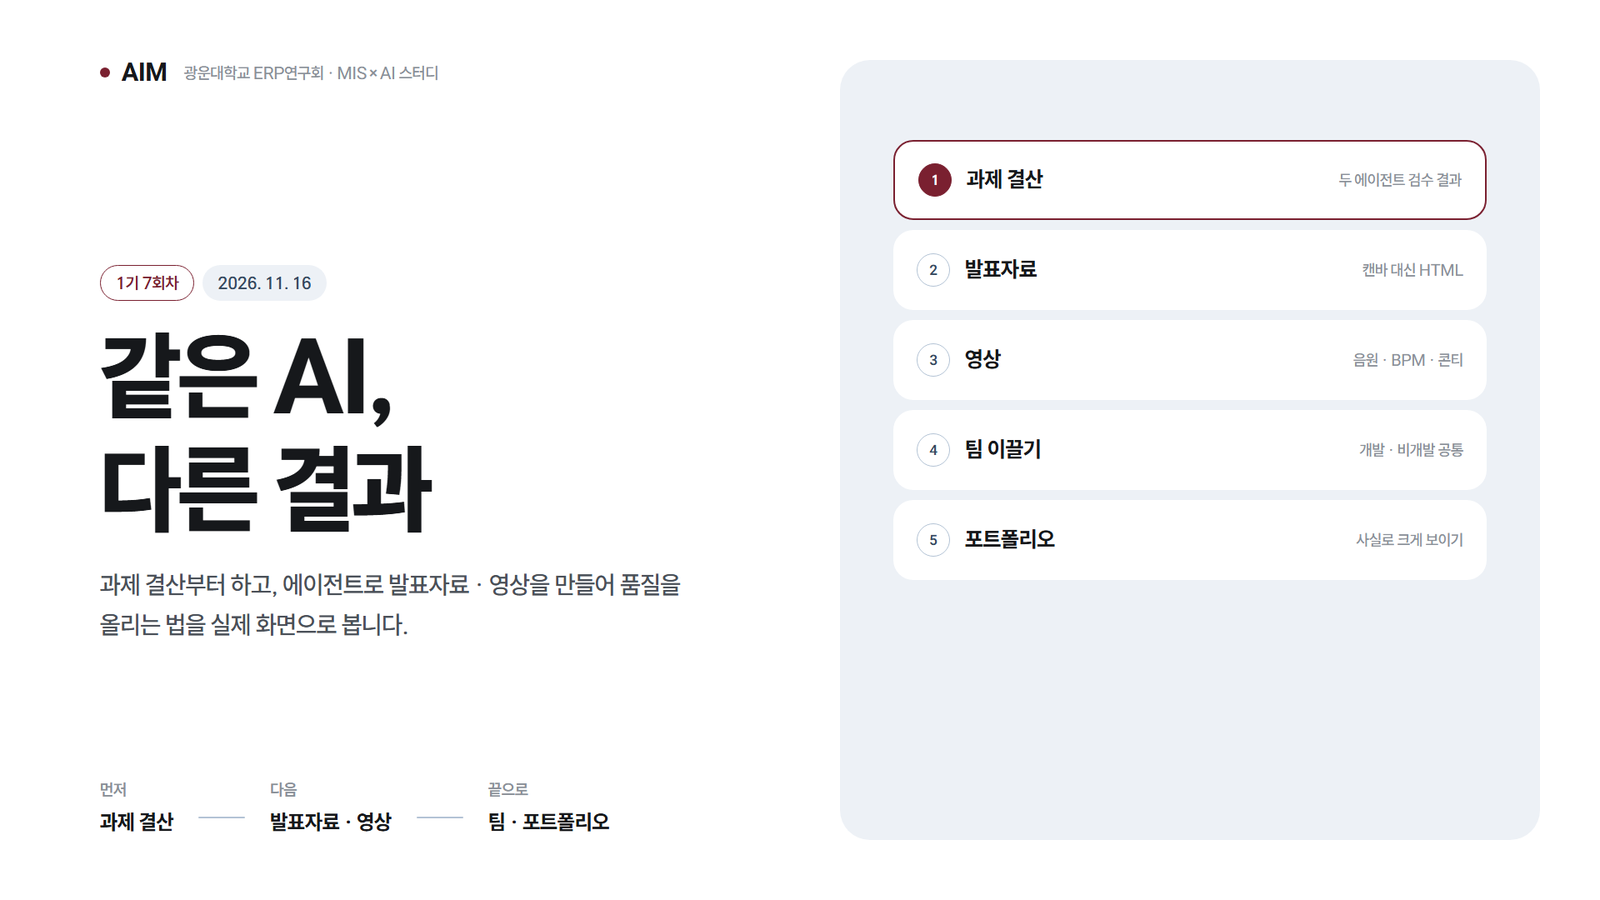 AIM 광운대학교 ERP연구회 · MIS×AI 스터디
1기 7회차 2026. 11. 16
같은 AI,
다른 결과
과제 결산부터 하고, 에이전트로 발표자료 · 영상을 만들어 품질을
올리는 법을 실제 화면으로 봅니다.
먼저
과제 결산
다음
발표자료 · 영상
끝으로
팀 · 포트폴리오
1 과제 결산 두 에이전트 검수 결과
2 발표자료 캔바 대신 HTML
3 영상 음원 · BPM · 콘티
4 팀 이끌기 개발 · 비개발 공통
5 포트폴리오 사실로 크게 보이기